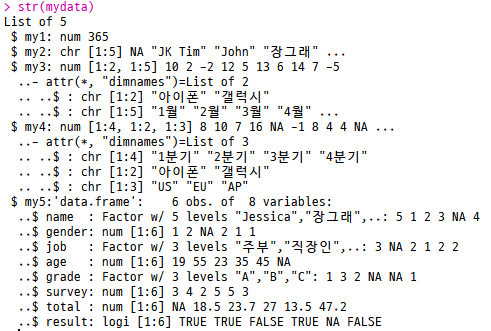 > str(mydata)
List of 5
 $ my1: num 365
 $ my2: chr [1:5] NA "JK Tim" "John" "장그래" ...
 $ my3: num [1:2, 1:5] 10 2 -2 12 5 13 6 14 7 -5
  ..- attr(*, "dimnames")=List of 2
  .. ..$ : chr [1:2] "아이폰" "갤럭시"
  .. ..$ : chr [1:5] "1월" "2월" "3월" "4월" ...
 $ my4: num [1:4, 1:2, 1:3] 8 10 7 16 NA -1 8 4 4 NA ...
  ..- attr(*, "dimnames")=List of 3
  .. ..$ : chr [1:4] "1분기" "2분기" "3분기" "4분기"
  .. ..$ : chr [1:2] "아이폰" "갤럭시"
  .. ..$ : chr [1:3] "US" "EU" "AP"
 $ my5:'data.frame':	6 obs. of  8 variables:
  ..$ name  : Factor w/ 5 levels "Jessica","장그래",..: 5 1 2 3 NA 4
  ..$ gender: num [1:6] 1 2 NA 2 1 1
  ..$ job   : Factor w/ 3 levels "주부","직장인",..: 3 NA 2 1 2 2
  ..$ age   : num [1:6] 19 55 23 35 45 NA
  ..$ grade : Factor w/ 3 levels "A","B","C": 1 3 2 NA NA 1
  ..$ survey: num [1:6] 3 4 2 5 5 3
  ..$ total : num [1:6] NA 18.5 23.7 27 13.5 47.2
  ..$ result: logi [1:6] TRUE TRUE FALSE TRUE NA FALSE